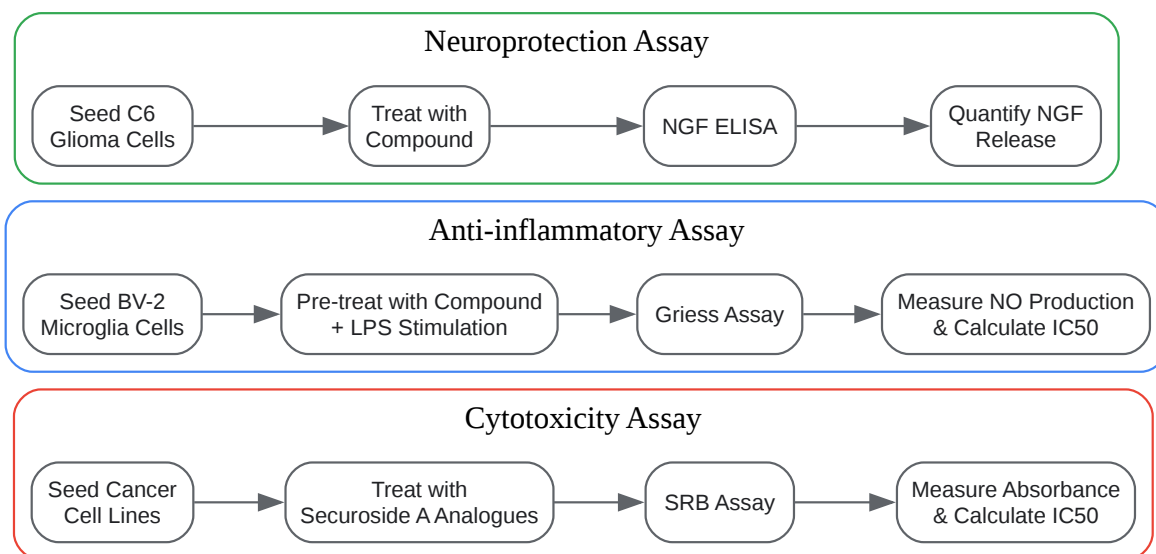 Neuroprotection Assay
Seed C6
Glioma Cells
Treat with
Compound
NGF ELISA
Quantify NGF
Release
Anti-inflammatory Assay
Seed BV-2
Microglia Cells
Pre-treat with Compound
+ LPS Stimulation
Griess Assay
Measure NO Production
& Calculate IC50
Cytotoxicity Assay
Seed Cancer
Cell Lines
Treat with
Securoside A Analogues
SRB Assay
Measure Absorbance
& Calculate IC50